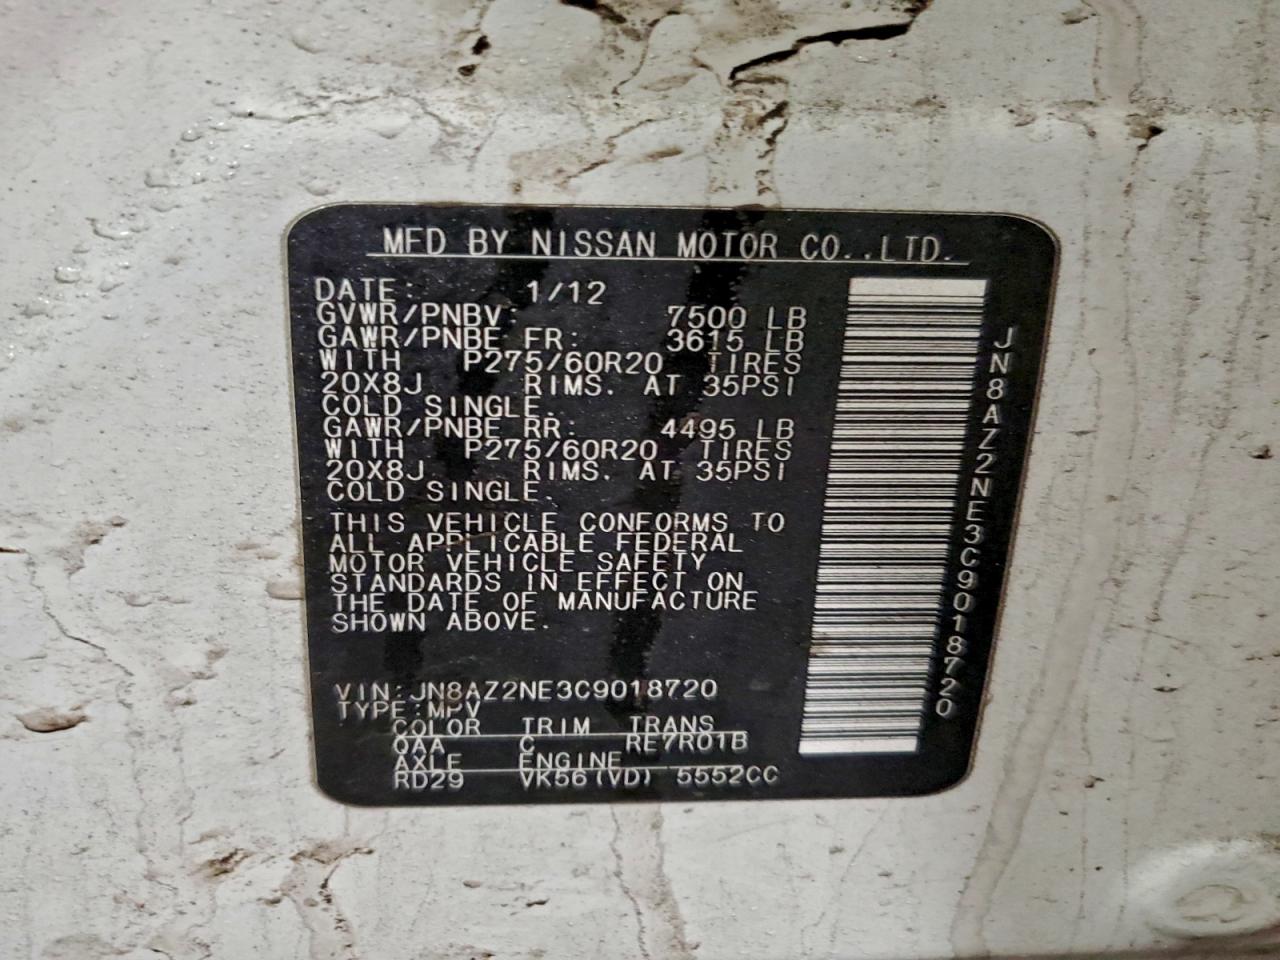 MFD BY NISSAN MOTOR CO.,LTD.
DATE: 1/12
GVWR/PNBV: 7500 LB
GAWR/PNBE FR: 3615 LB
WITH P275/60R20 TIRES
20X8J RIMS. AT 35PSI
COLD SINGLE.
GAWR/PNBE RR: 4495 LB
WITH P275/60R20 TIRES
20X8J RIMS. AT 35PSI
COLD SINGLE.
THIS VEHICLE CONFORMS TO
ALL APPLICABLE FEDERAL
MOTOR VEHICLE SAFETY
STANDARDS IN EFFECT ON
THE DATE OF MANUFACTURE
SHOWN ABOVE.
VIN:JN8AZ2NE3C9018720
TYPE:MPV
COLOR TRIM TRANS
QAA C RE7R01B
AXLE ENGINE
RD29 VK56(VD) 5552CC
JN8AZ2NE3C9018720